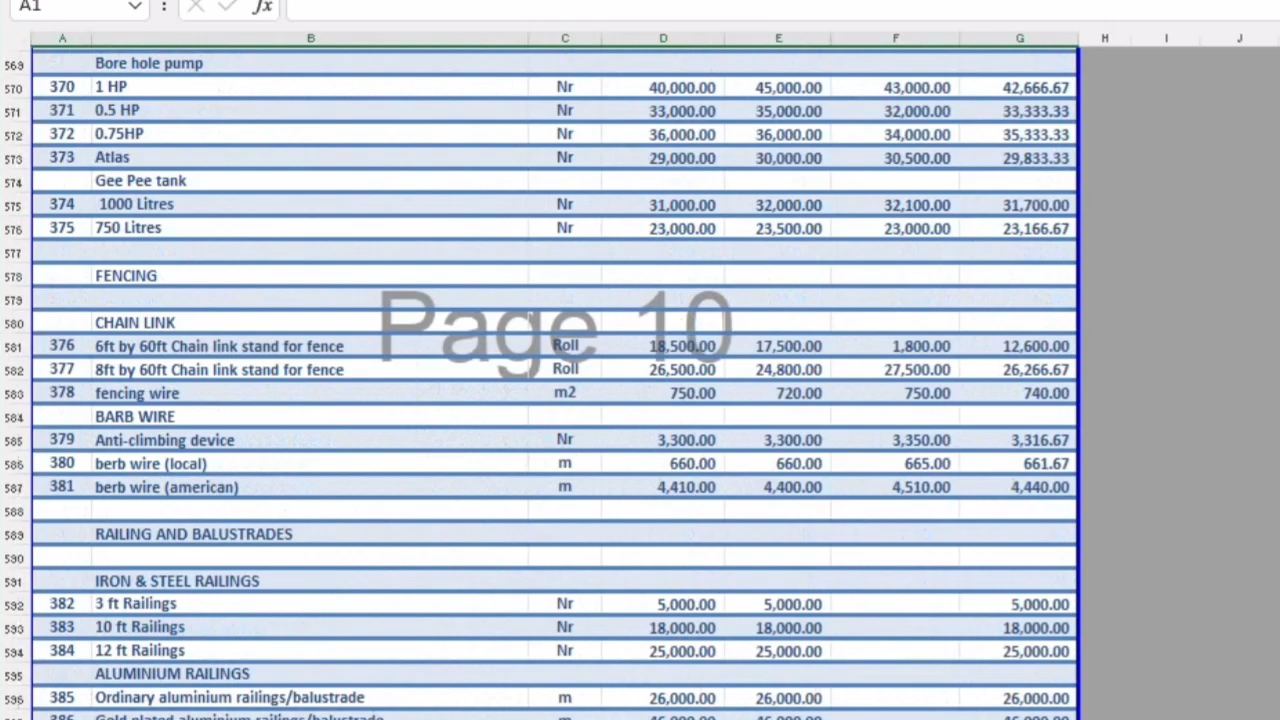 A1 : fx
A B C D E F G H I J
569 Bore hole pump
570 370 1 HP Nr 40,000.00 45,000.00 43,000.00 42,666.67
571 371 0.5 HP Nr 33,000.00 35,000.00 32,000.00 33,333.33
572 372 0.75HP Nr 36,000.00 36,000.00 34,000.00 35,333.33
573 373 Atlas Nr 29,000.00 30,000.00 30,500.00 29,833.33
574 Gee Pee tank
575 374 1000 Litres Nr 31,000.00 32,000.00 32,100.00 31,700.00
576 375 750 Litres Nr 23,000.00 23,500.00 23,000.00 23,166.67
577
578 FENCING
579
Page 10
580 CHAIN LINK
581 376 6ft by 60ft Chain link stand for fence Roll 18,500.00 17,500.00 1,800.00 12,600.00
582 377 8ft by 60ft Chain link stand for fence Roll 26,500.00 24,800.00 27,500.00 26,266.67
583 378 fencing wire m2 750.00 720.00 750.00 740.00
584 BARB WIRE
585 379 Anti-climbing device Nr 3,300.00 3,300.00 3,350.00 3,316.67
586 380 berb wire (local) m 660.00 660.00 665.00 661.67
587 381 berb wire (american) m 4,410.00 4,400.00 4,510.00 4,440.00
588
589 RAILING AND BALUSTRADES
590
591 IRON & STEEL RAILINGS
592 382 3 ft Railings Nr 5,000.00 5,000.00 5,000.00
593 383 10 ft Railings Nr 18,000.00 18,000.00 18,000.00
594 384 12 ft Railings Nr 25,000.00 25,000.00 25,000.00
595 ALUMINIUM RAILINGS
596 385 Ordinary aluminium railings/balustrade m 26,000.00 26,000.00 26,000.00
386 Gold plated aluminium railings/balustrade m